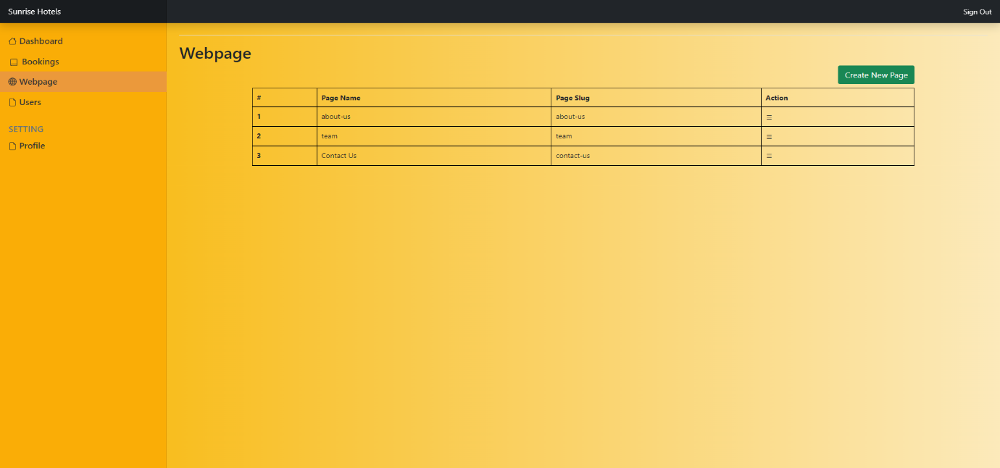 Sunrise Hotels
Sign Out
Dashboard
Bookings
Webpage
Users
SETTING
Profile
Webpage
Create New Page
# Page Name Page Slug Action
1 about-us about-us
2 team team
3 Contact Us contact-us